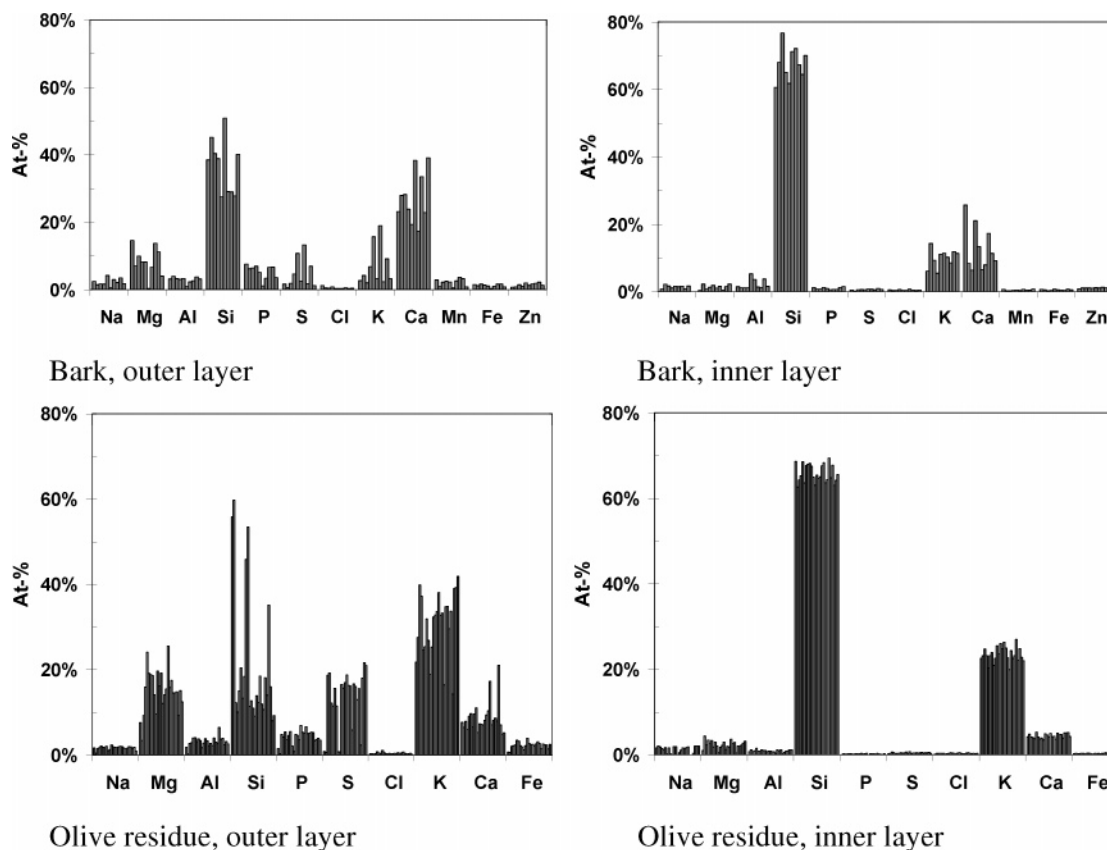 80%
60%
40%
20%
0%
At-%
Na Mg Al Si P S Cl K Ca Mn Fe Zn
Bark, outer layer
80%
60%
40%
20%
0%
At-%
Na Mg Al Si P S Cl K Ca Mn Fe Zn
Bark, inner layer
80%
60%
40%
20%
0%
At-%
Na Mg Al Si P S Cl K Ca Fe
Olive residue, outer layer
80%
60%
40%
20%
0%
At-%
Na Mg Al Si P S Cl K Ca Fe
Olive residue, inner layer